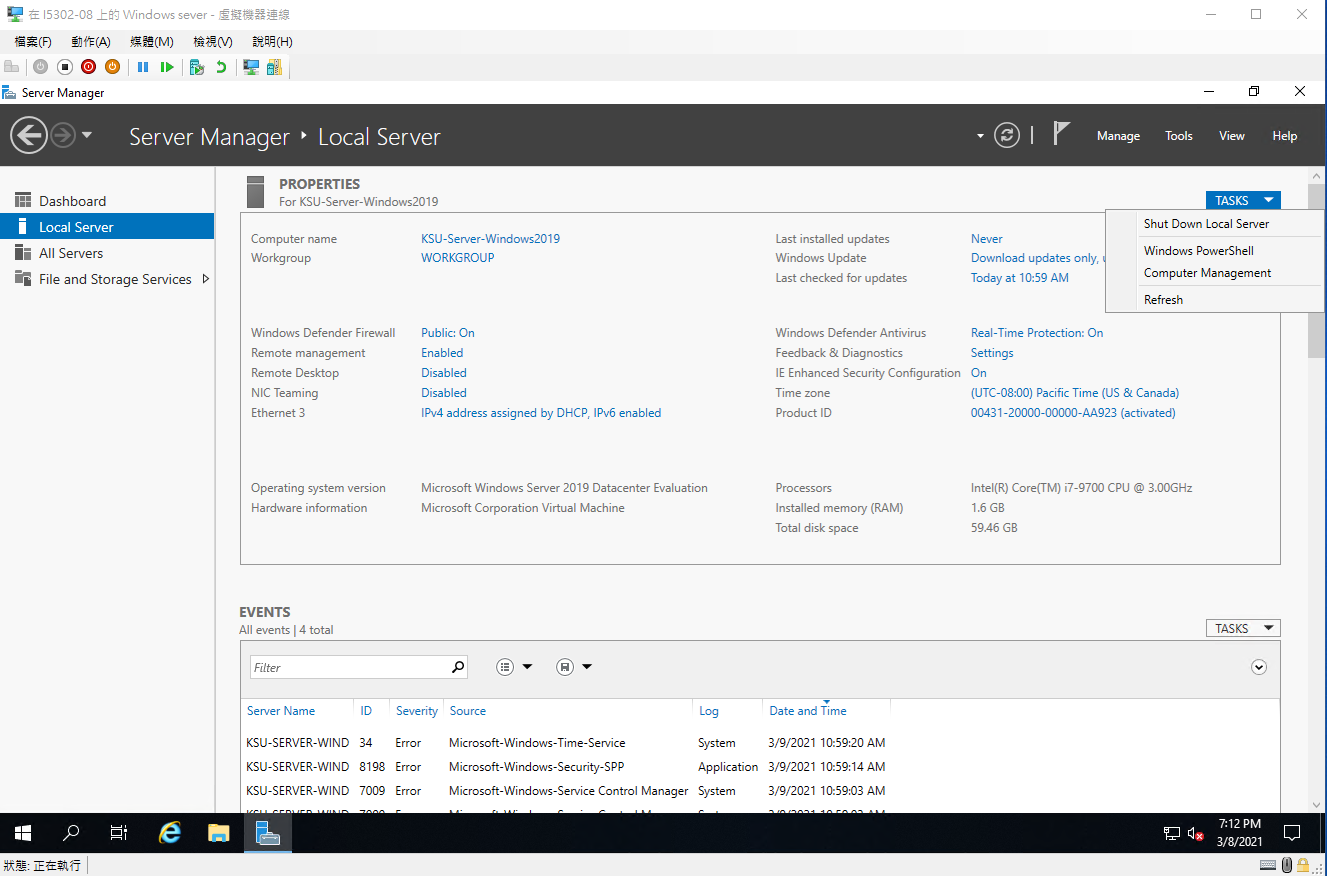 在 I5302-08 上的 Windows sever - 虛擬機器連線
檔案(F) 動作(A) 媒體(M) 檢視(V) 說明(H)
Server Manager
Server Manager Local Server
Manage Tools View Help
Dashboard
Local Server
All Servers
File and Storage Services
PROPERTIES
For KSU-Server-Windows2019
TASKS
Shut Down Local Server
Windows PowerShell
Computer Management
Refresh
Computer name KSU-Server-Windows2019
Workgroup WORKGROUP
Last installed updates Never
Windows Update Download updates only,
Last checked for updates Today at 10:59 AM
Windows Defender Firewall Public: On
Remote management Enabled
Remote Desktop Disabled
NIC Teaming Disabled
Ethernet 3 IPv4 address assigned by DHCP, IPv6 enabled
Windows Defender Antivirus Real-Time Protection: On
Feedback & Diagnostics Settings
IE Enhanced Security Configuration On
Time zone (UTC-08:00) Pacific Time (US & Canada)
Product ID 00431-20000-00000-AA923 (activated)
Operating system version Microsoft Windows Server 2019 Datacenter Evaluation
Hardware information Microsoft Corporation Virtual Machine
Processors Intel(R) Core(TM) i7-9700 CPU @ 3.00GHz
Installed memory (RAM) 1.6 GB
Total disk space 59.46 GB
EVENTS
All events | 4 total
TASKS
Filter
Server Name ID Severity Source Log Date and Time
KSU-SERVER-WIND 34 Error Microsoft-Windows-Time-Service System 3/9/2021 10:59:20 AM
KSU-SERVER-WIND 8198 Error Microsoft-Windows-Security-SPP Application 3/9/2021 10:59:14 AM
KSU-SERVER-WIND 7009 Error Microsoft-Windows-Service Control Manager System 3/9/2021 10:59:03 AM
7:12 PM
3/8/2021
狀態: 正在執行